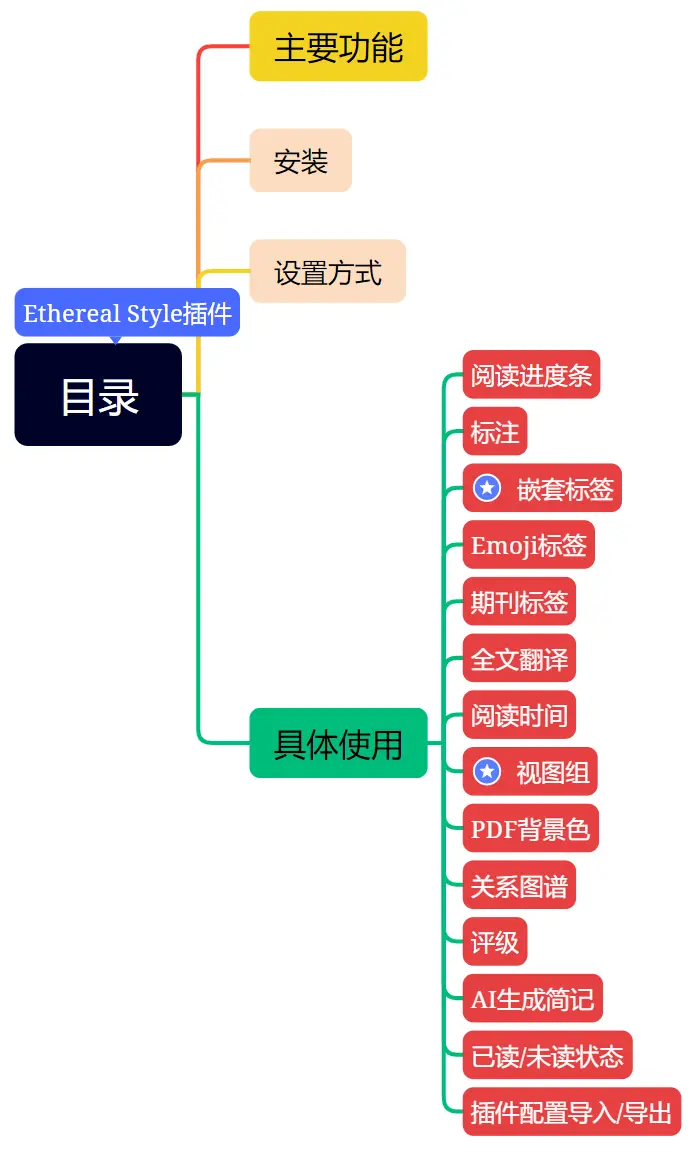 主要功能
安装
设置方式
Ethereal Style插件
目录
阅读进度条
标注
嵌套标签
Emoji标签
期刊标签
全文翻译
阅读时间
具体使用
视图组
PDF背景色
关系图谱
评级
AI生成简记
已读/未读状态
插件配置导入/导出